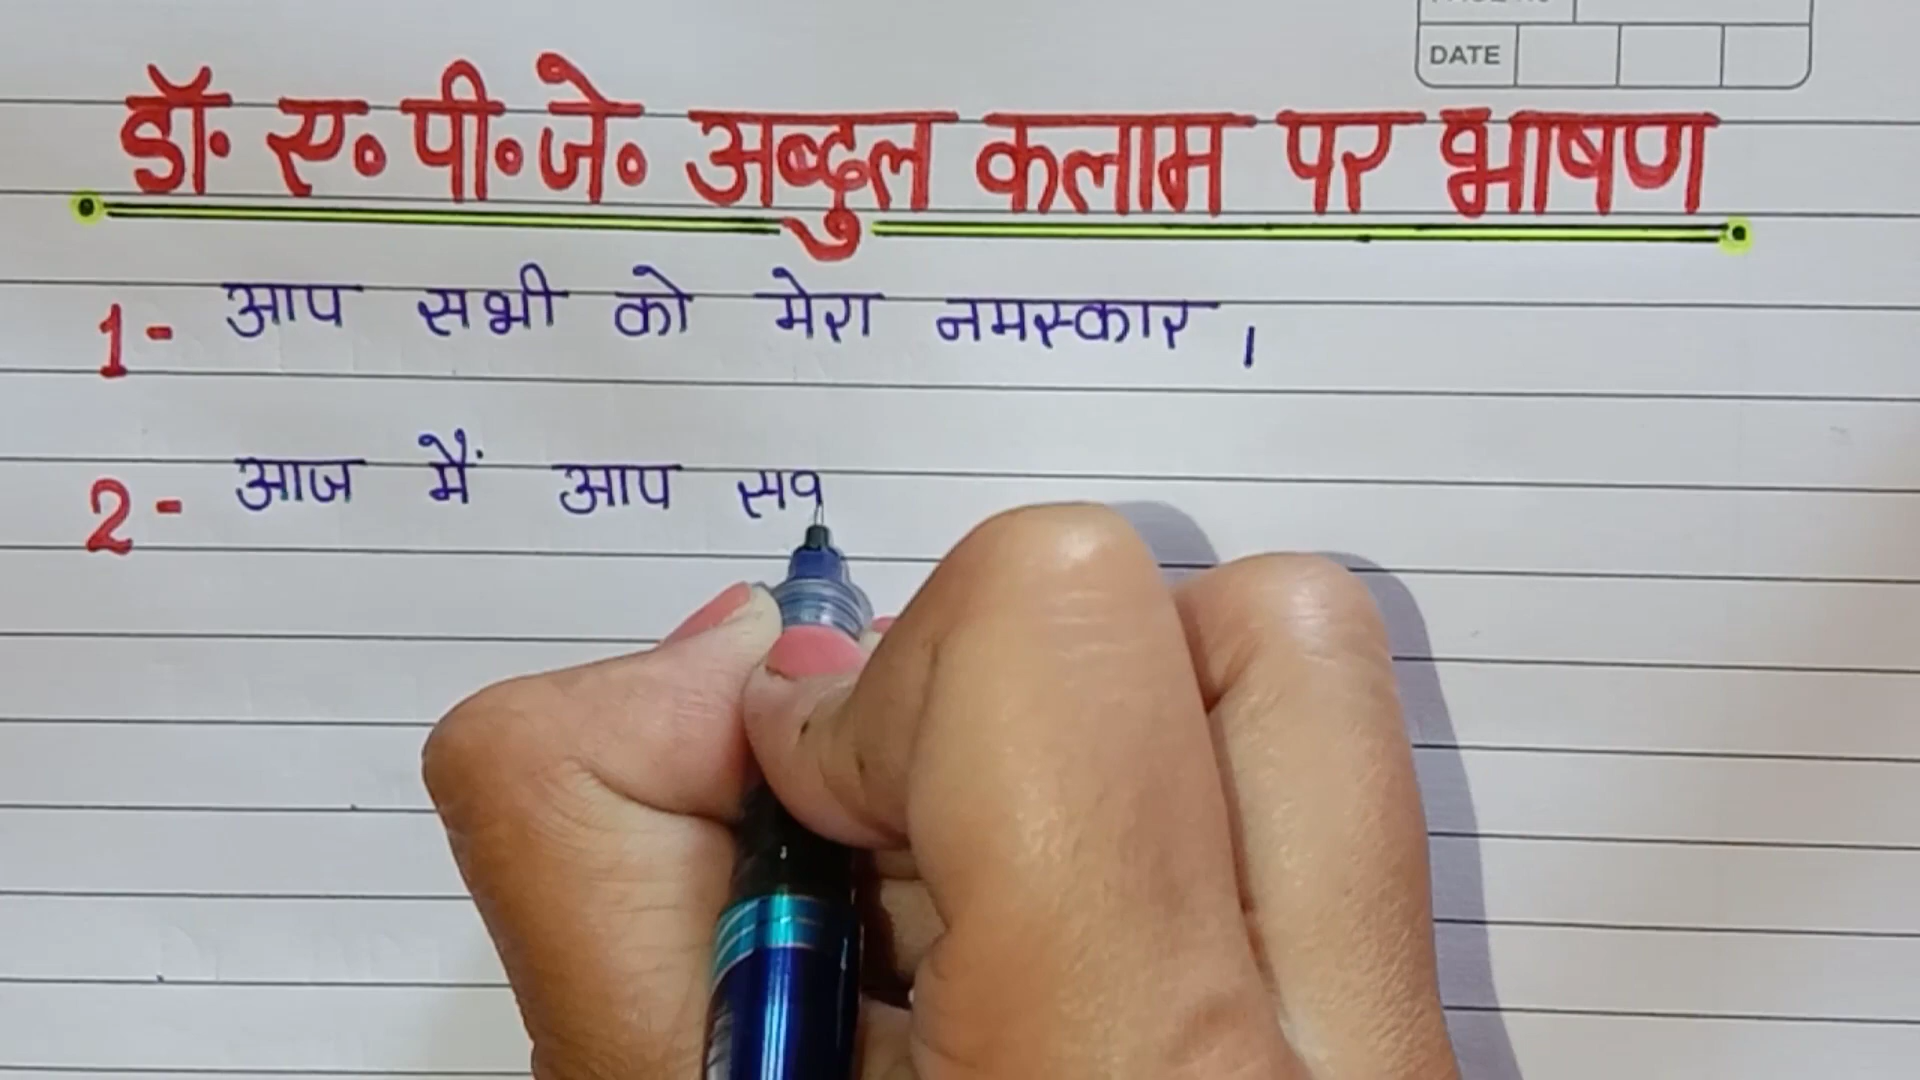 DATE
डॉ. ए. पी. जे. अब्दुल कलाम पर भाषण
1- आप सभी को मेरा नमस्कार ।
2- आज मैं आप